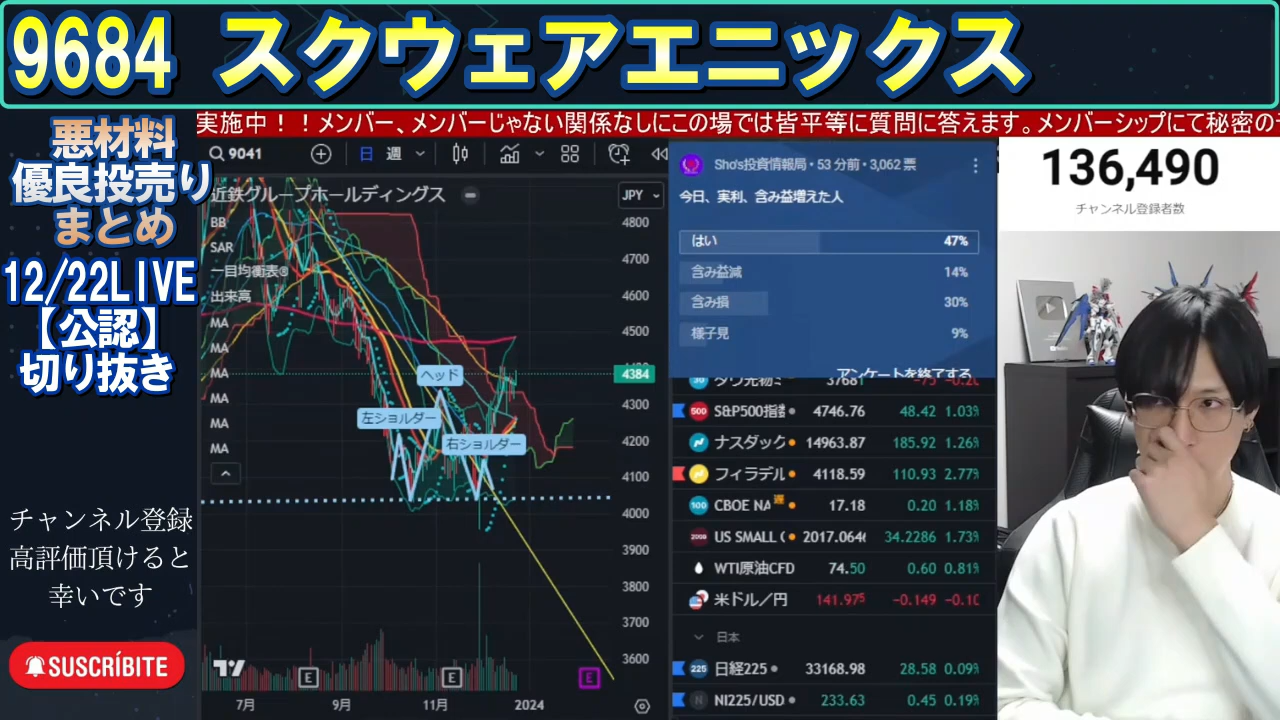 9684 スクウェアエニックス
実施中！！メンバー、メンバーじゃない関係なしにこの場では皆平等に質問に答えます。メンバーシップにて秘密の
悪材料
優良投売り
まとめ
12/22LIVE
【公認】
切り抜き
チャンネル登録
高評価頂けると
幸いです
SUSCRÍBITE
9041
日 週
近鉄グループホールディングス
JPY
BB
SAR
一目均衡表
出来高
MA
MA
MA
MA
MA
MA
ヘッド
左ショルダー
右ショルダー
4800
4700
4600
4500
4384
4300
4200
4100
4000
3900
3800
3700
3600
E
E
E
7月
9月
11月
2024
Sho's投資情報局・53 分前・3,062 票
今日、実利、含み益増えた人
はい 47%
含み益減 14%
含み損 30%
様子見 9%
アンケートを終了する
30 ダウ先物 37681 -75
500 S&P500指数 4746.76 48.42 1.03%
ナスダック 14963.87 185.92 1.26%
フィラデル 4118.59 110.93 2.77%
100 CBOE NA 遅 17.18 0.20 1.18%
2000 US SMALL C 2017.064 34.2286 1.73%
WTI原油CFD 74.50 0.60 0.81%
米ドル／円 141.975 -0.149 -0.10
日本
225 日経225 33168.98 28.58 0.09%
N NI225/USD 233.63 0.45 0.19%
136,490
チャンネル登録者数